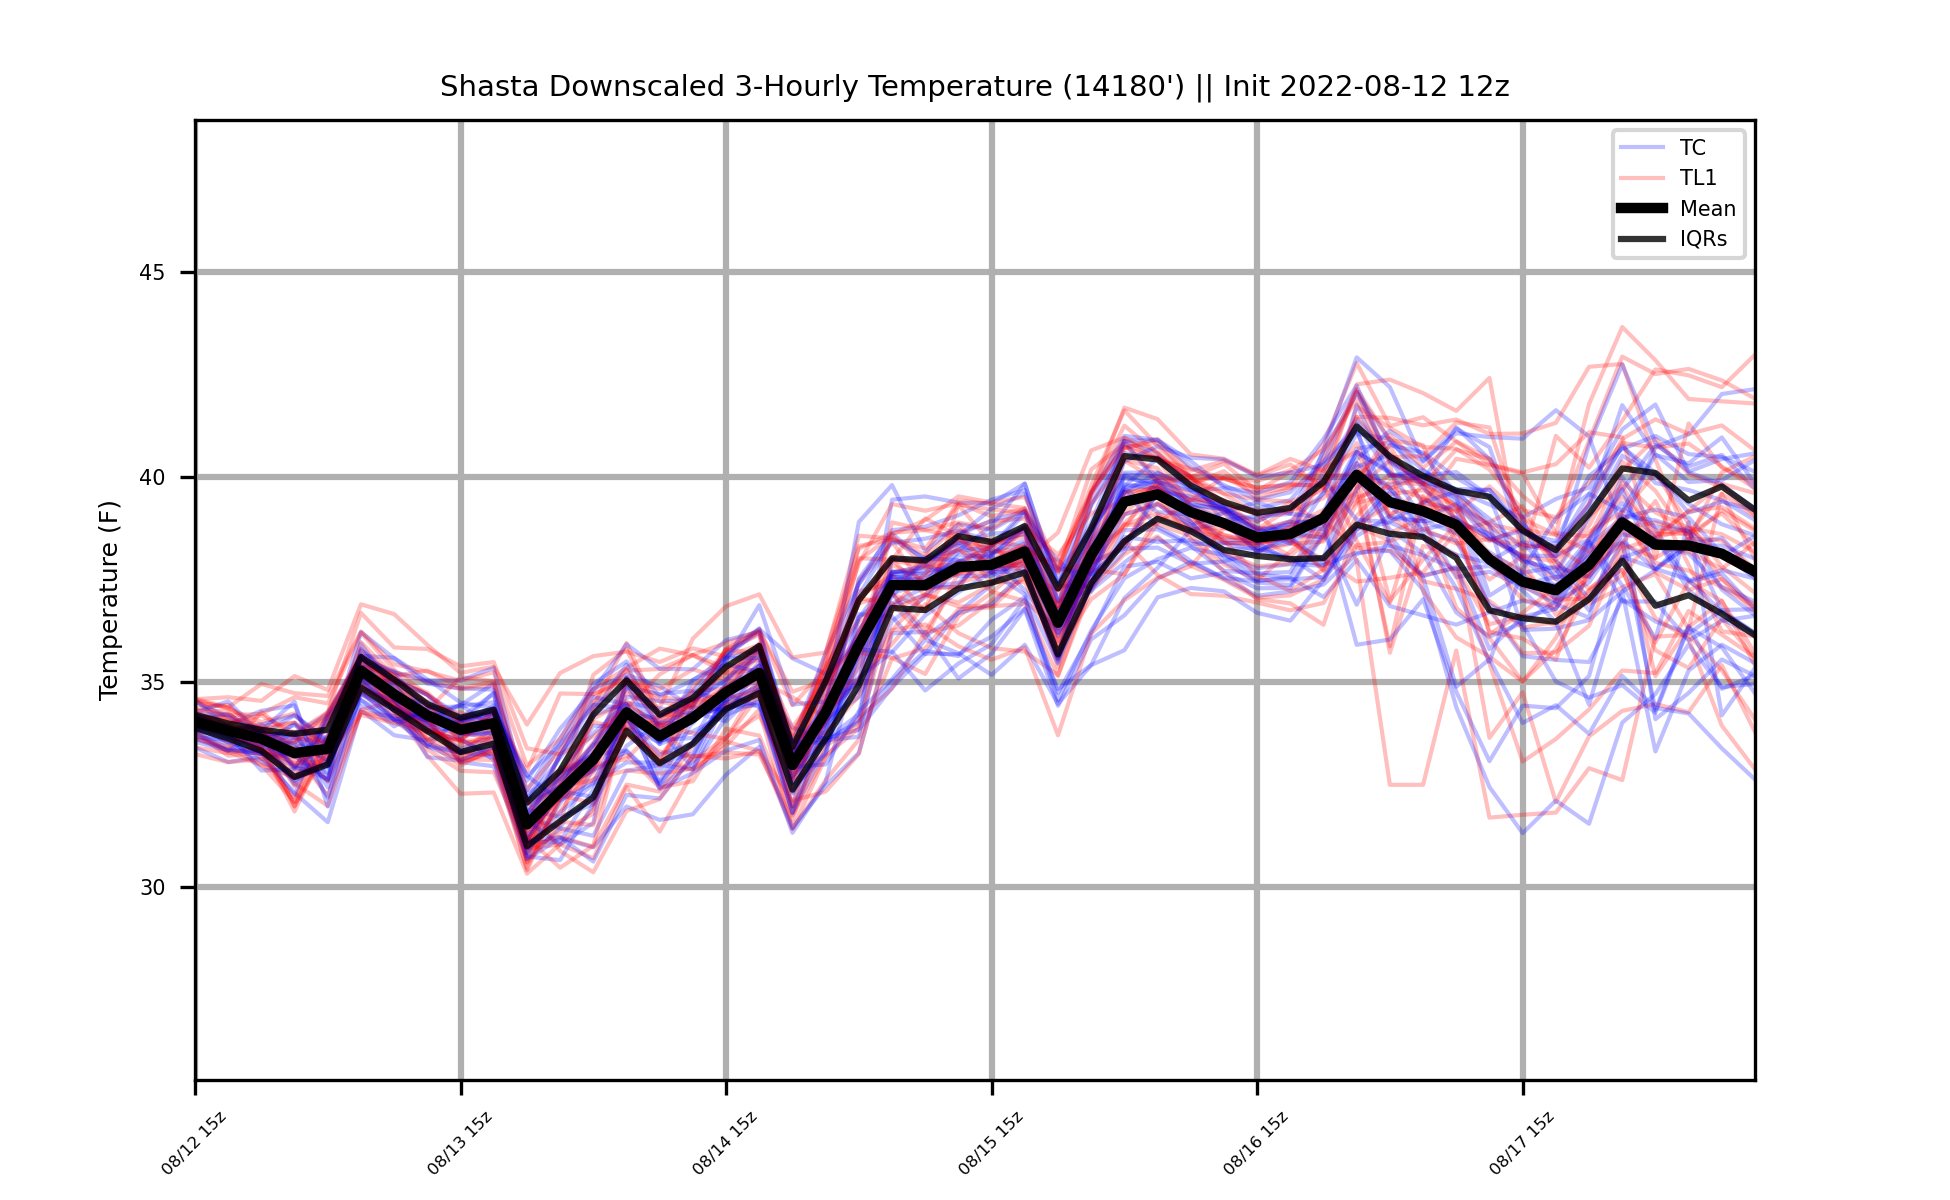 Shasta Downscaled 3-Hourly Temperature (14180') || Init 2022-08-12 12z
TC
TL1
Mean
IQRs
Temperature (F)
45
40
35
30
08/12 15z
08/13 15z
08/14 15z
08/15 15z
08/16 15z
08/17 15z